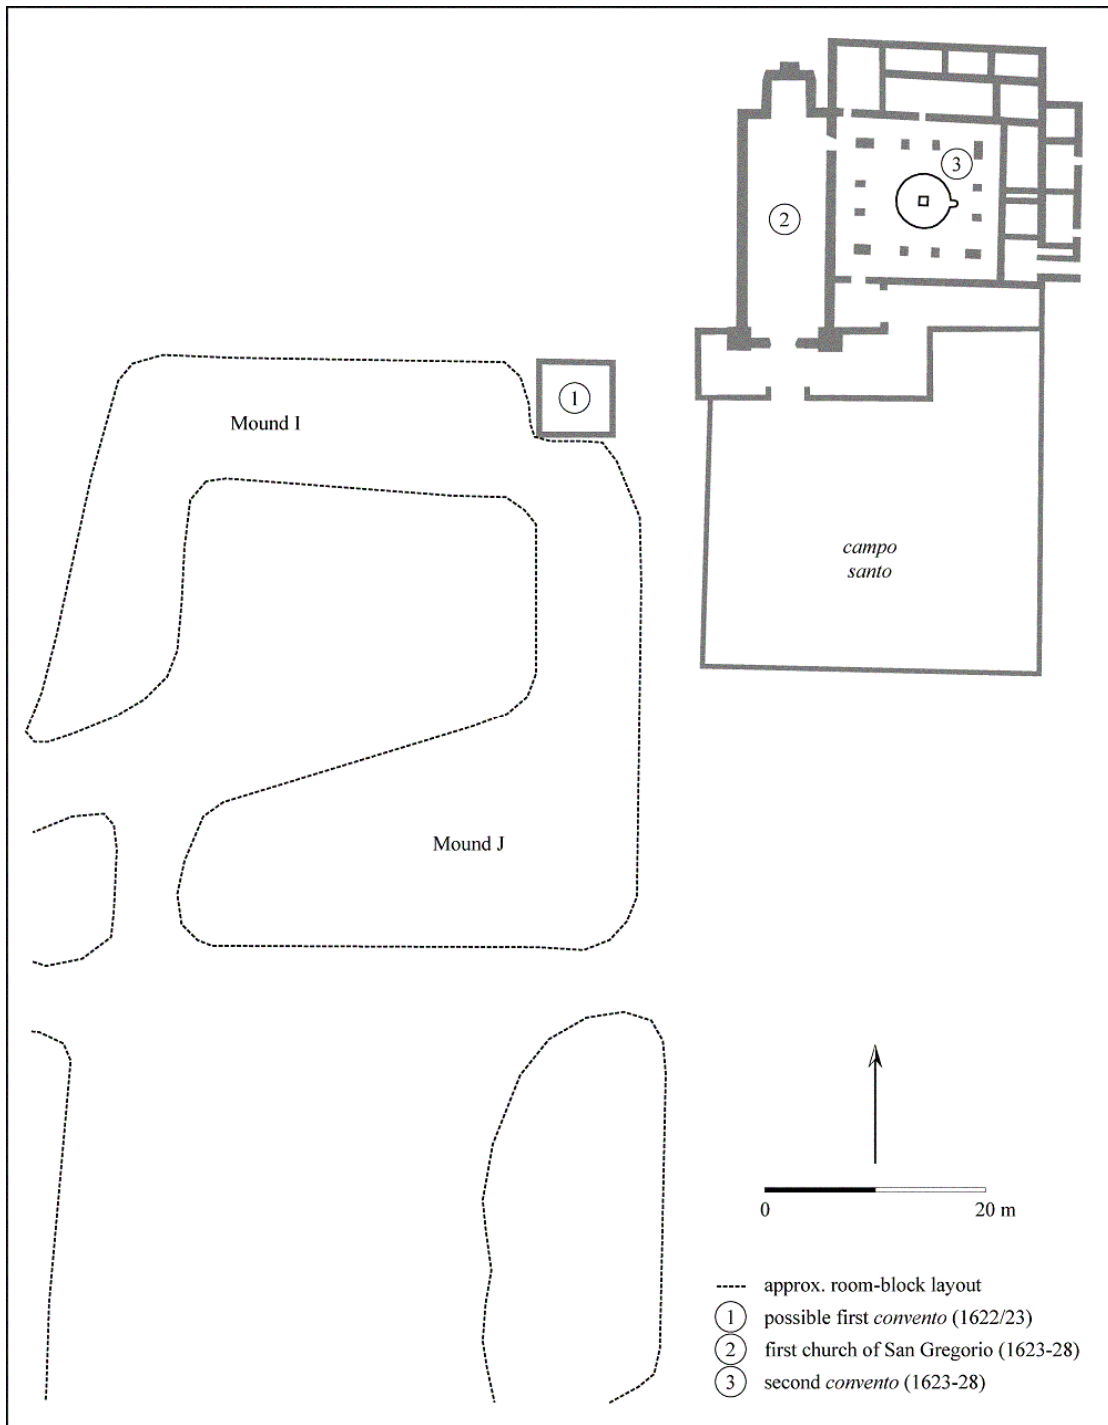 3
2
1
Mound I
campo
santo
Mound J
0 20 m
approx. room-block layout
1 possible first convento (1622/23)
2 first church of San Gregorio (1623-28)
3 second convento (1623-28)